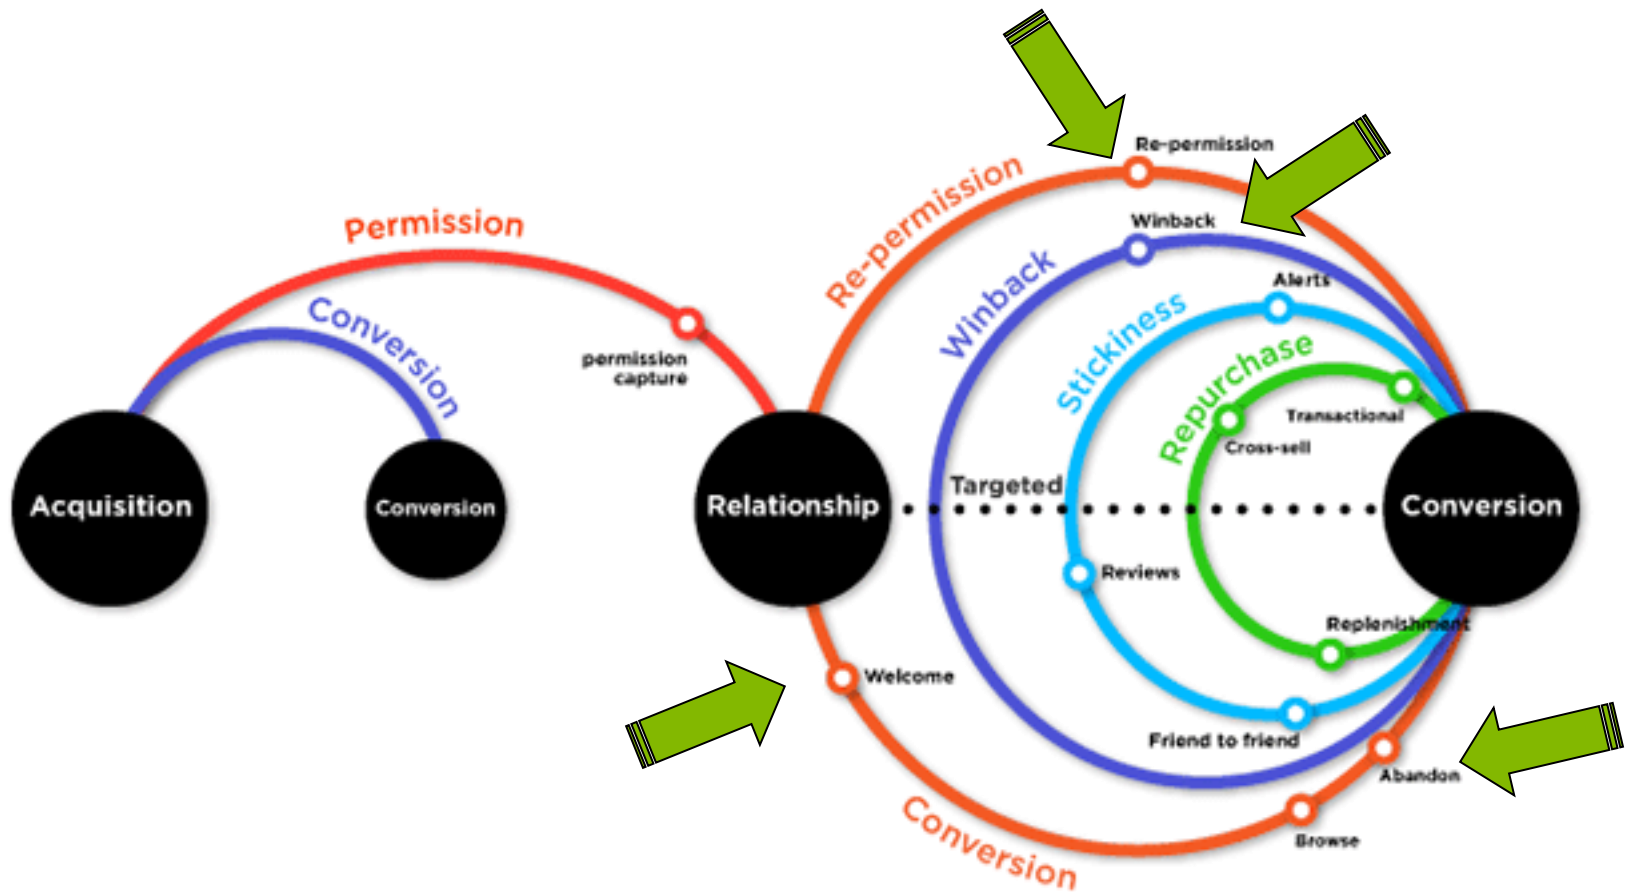 Re-permission
Re-permission
Winback
Permission
Winback
Alerts
Conversion
Stickiness
Repurchase
permission
capture
Transactional
Cross-sell
Targeted
Acquisition
Conversion
Relationship
Conversion
Reviews
Replenishment
Welcome
Friend to friend
Abandon
Browse
Conversion